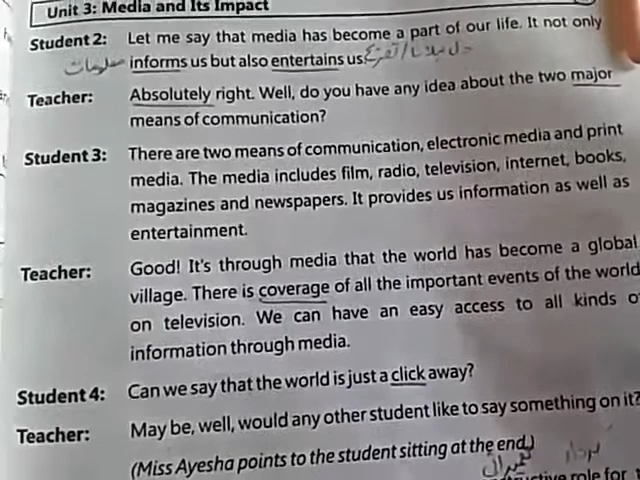 Unit 3: Media and Its Impact
Student 2: Let me say that media has become a part of our life. It not only
معلومات informs us but also entertains us
Teacher: Absolutely right. Well, do you have any idea about the two major
means of communication?
Student 3: There are two means of communication, electronic media and print
media. The media includes film, radio, television, internet, books,
magazines and newspapers. It provides us information as well as
entertainment.
Teacher: Good! It's through media that the world has become a global
village. There is coverage of all the important events of the world
on television. We can have an easy access to all kinds o
information through media.
Student 4: Can we say that the world is just a click away?
Teacher: May be, well, would any other student like to say something on it?
(Miss Ayesha points to the student sitting at the end.)
role for